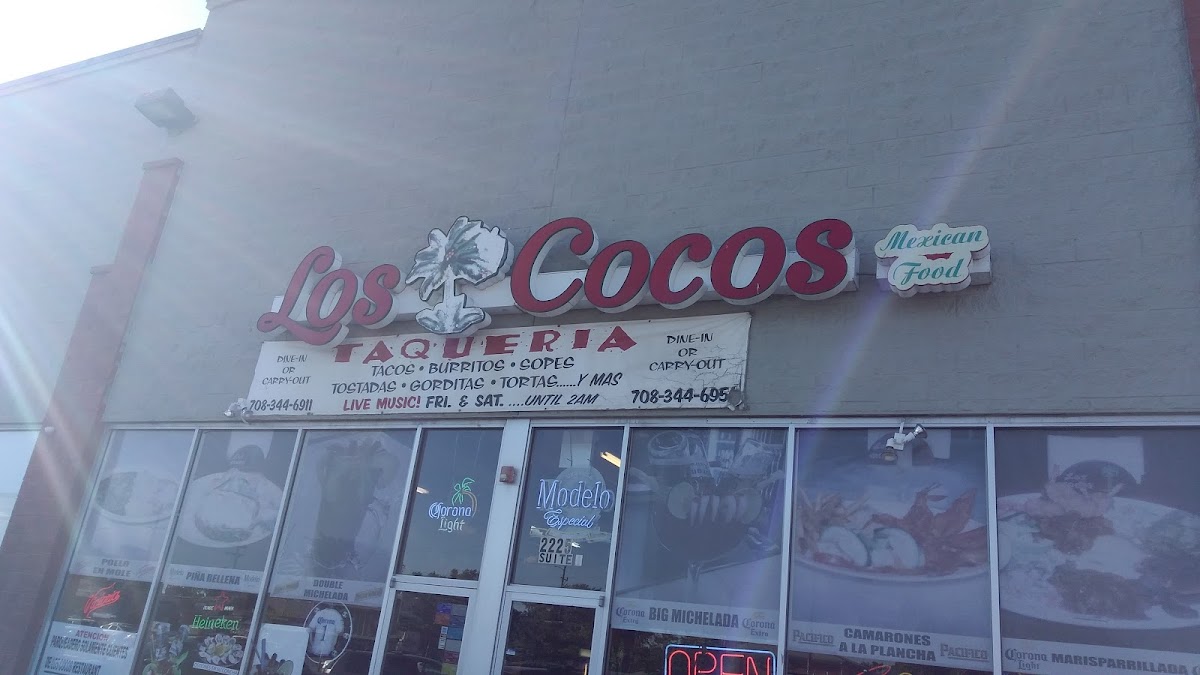 Los Cocos
Mexican
Food
TAQUERIA
DINE-IN
OR
CARRY-OUT
TACOS • BURRITOS • SOPES
TOSTADAS • GORDITAS • TORTAS......Y MAS
LIVE MUSIC! FRI. & SAT. ....UNTIL 2AM
708-344-6911
DINE-IN
OR
CARRY-OUT
708-344-695
Corona
Light
Modelo
Especial
SUITE
POLLO
EN MOLE
PIÑA RELLENA
DOUBLE
MICHELADA
Heineken
ATENCION
Corona
Extra
BIG MICHELADA
Corona
Extra
OPEN
PACIFICO
CAMARONES
A LA PLANCHA
PACIFICO
Corona
Light
MARISPARRILLADA